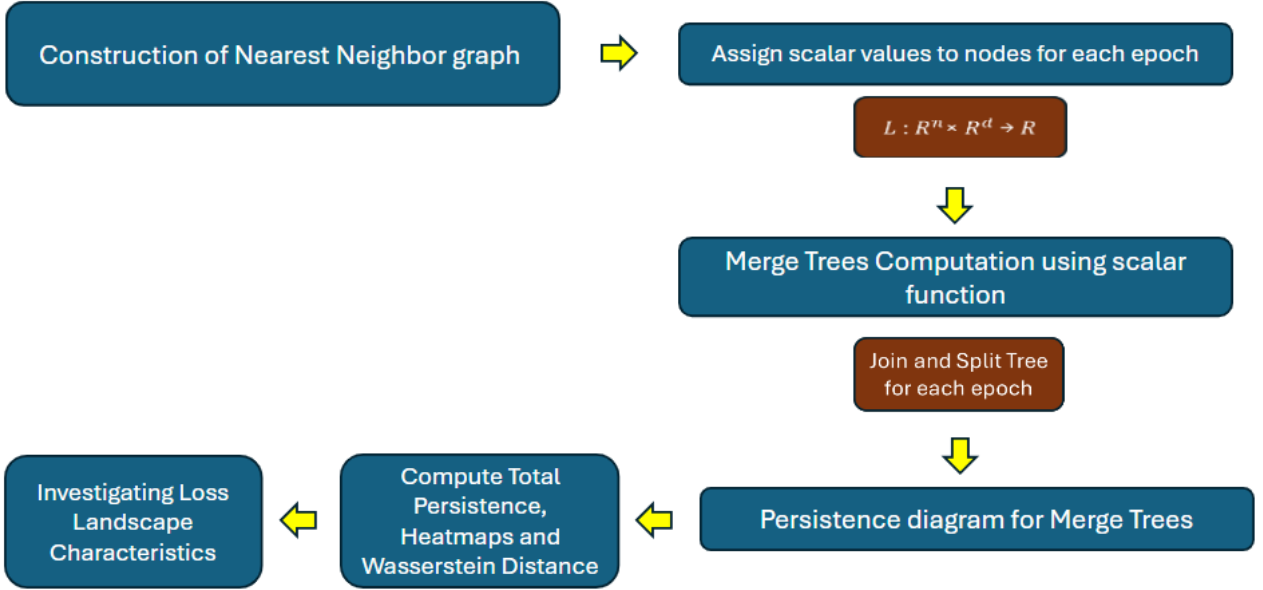 Construction of Nearest Neighbor graph
Assign scalar values to nodes for each epoch
L : Rⁿ × Rᵈ → R
Merge Trees Computation using scalar
function
Join and Split Tree
for each epoch
Persistence diagram for Merge Trees
Compute Total
Persistence,
Heatmaps and
Wasserstein Distance
Investigating Loss
Landscape
Characteristics